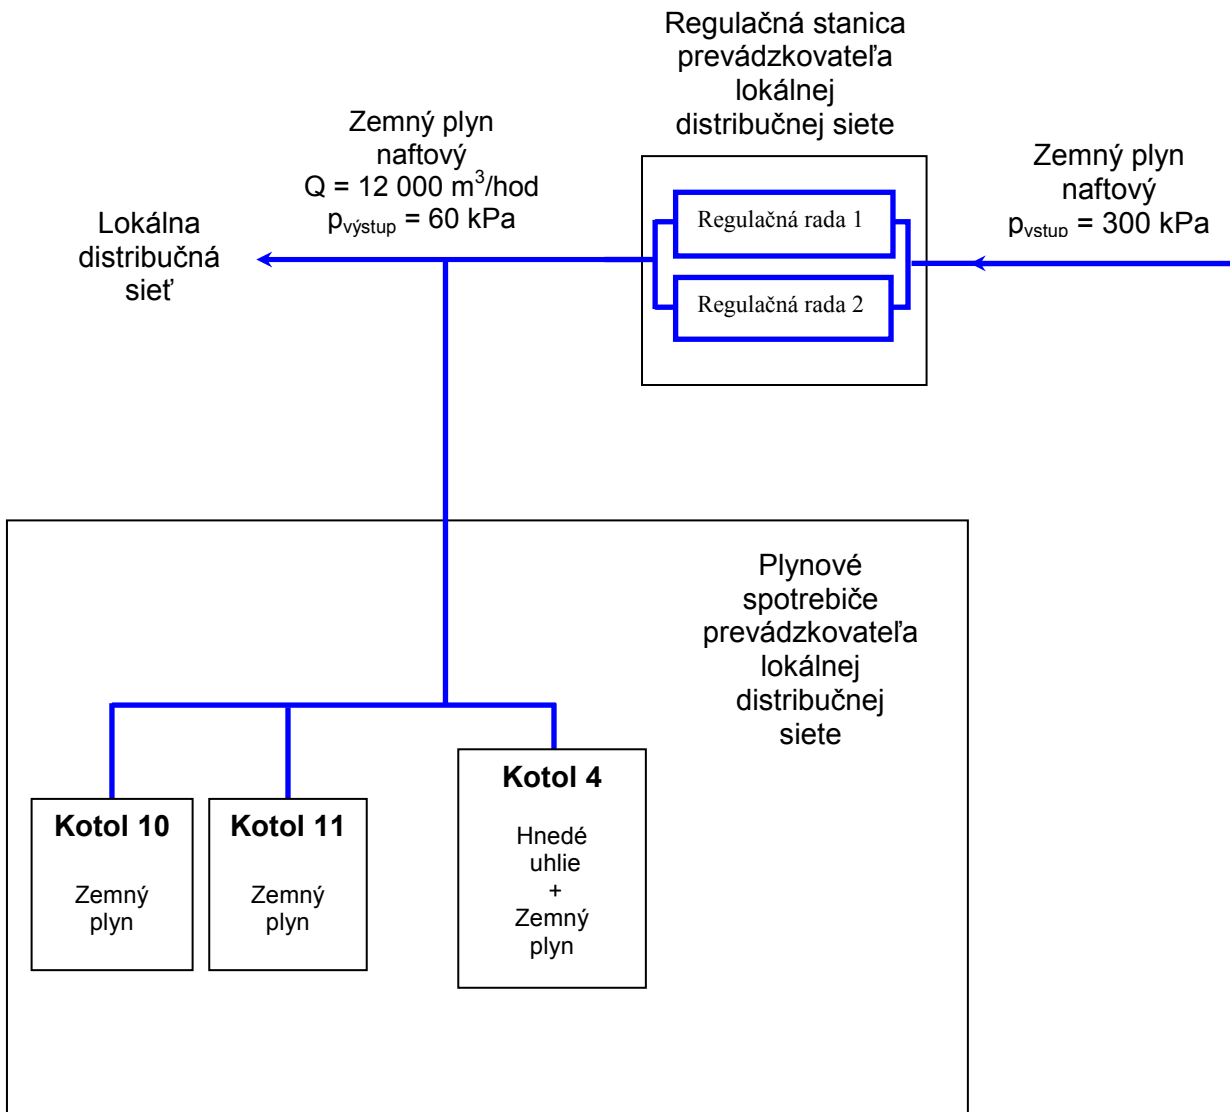 Regulačná stanica
prevádzkovateľa
lokálnej
distribučnej siete
Zemný plyn
naftový
Q = 12 000 m³/hod
pvýstup = 60 kPa
Zemný plyn
naftový
pvstup = 300 kPa
Lokálna
distribučná
sieť
Regulačná rada 1
Regulačná rada 2
Plynové
spotrebiče
prevádzkovateľa
lokálnej
distribučnej
siete
Kotol 10
Zemný
plyn
Kotol 11
Zemný
plyn
Kotol 4
Hnedé
uhlie
+
Zemný
plyn